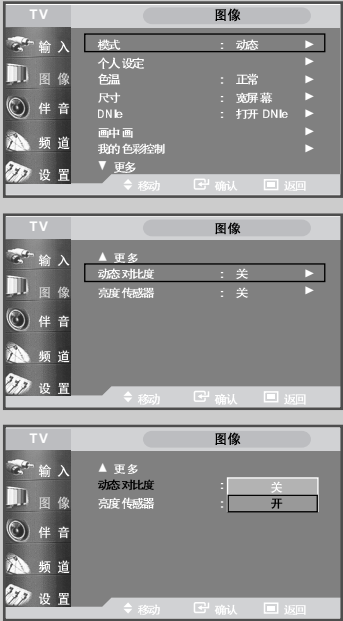 TV 图像
输入
图像
伴音
频道
设置
模式 : 动态 ►
个人设定 ►
色温 : 正常 ►
尺寸 : 宽屏幕 ►
DNIe : 打开 DNIe ►
画中画 ►
我的色彩控制 ►
▼ 更多
移动 确认 返回
TV 图像
输入
图像
伴音
频道
设置
▲ 更多
动态对比度 : 关 ►
亮度传感器 : 关 ►
移动 确认 返回
TV 图像
输入
图像
伴音
频道
设置
▲ 更多
动态对比度 : 关
亮度传感器 : 开
移动 确认 返回